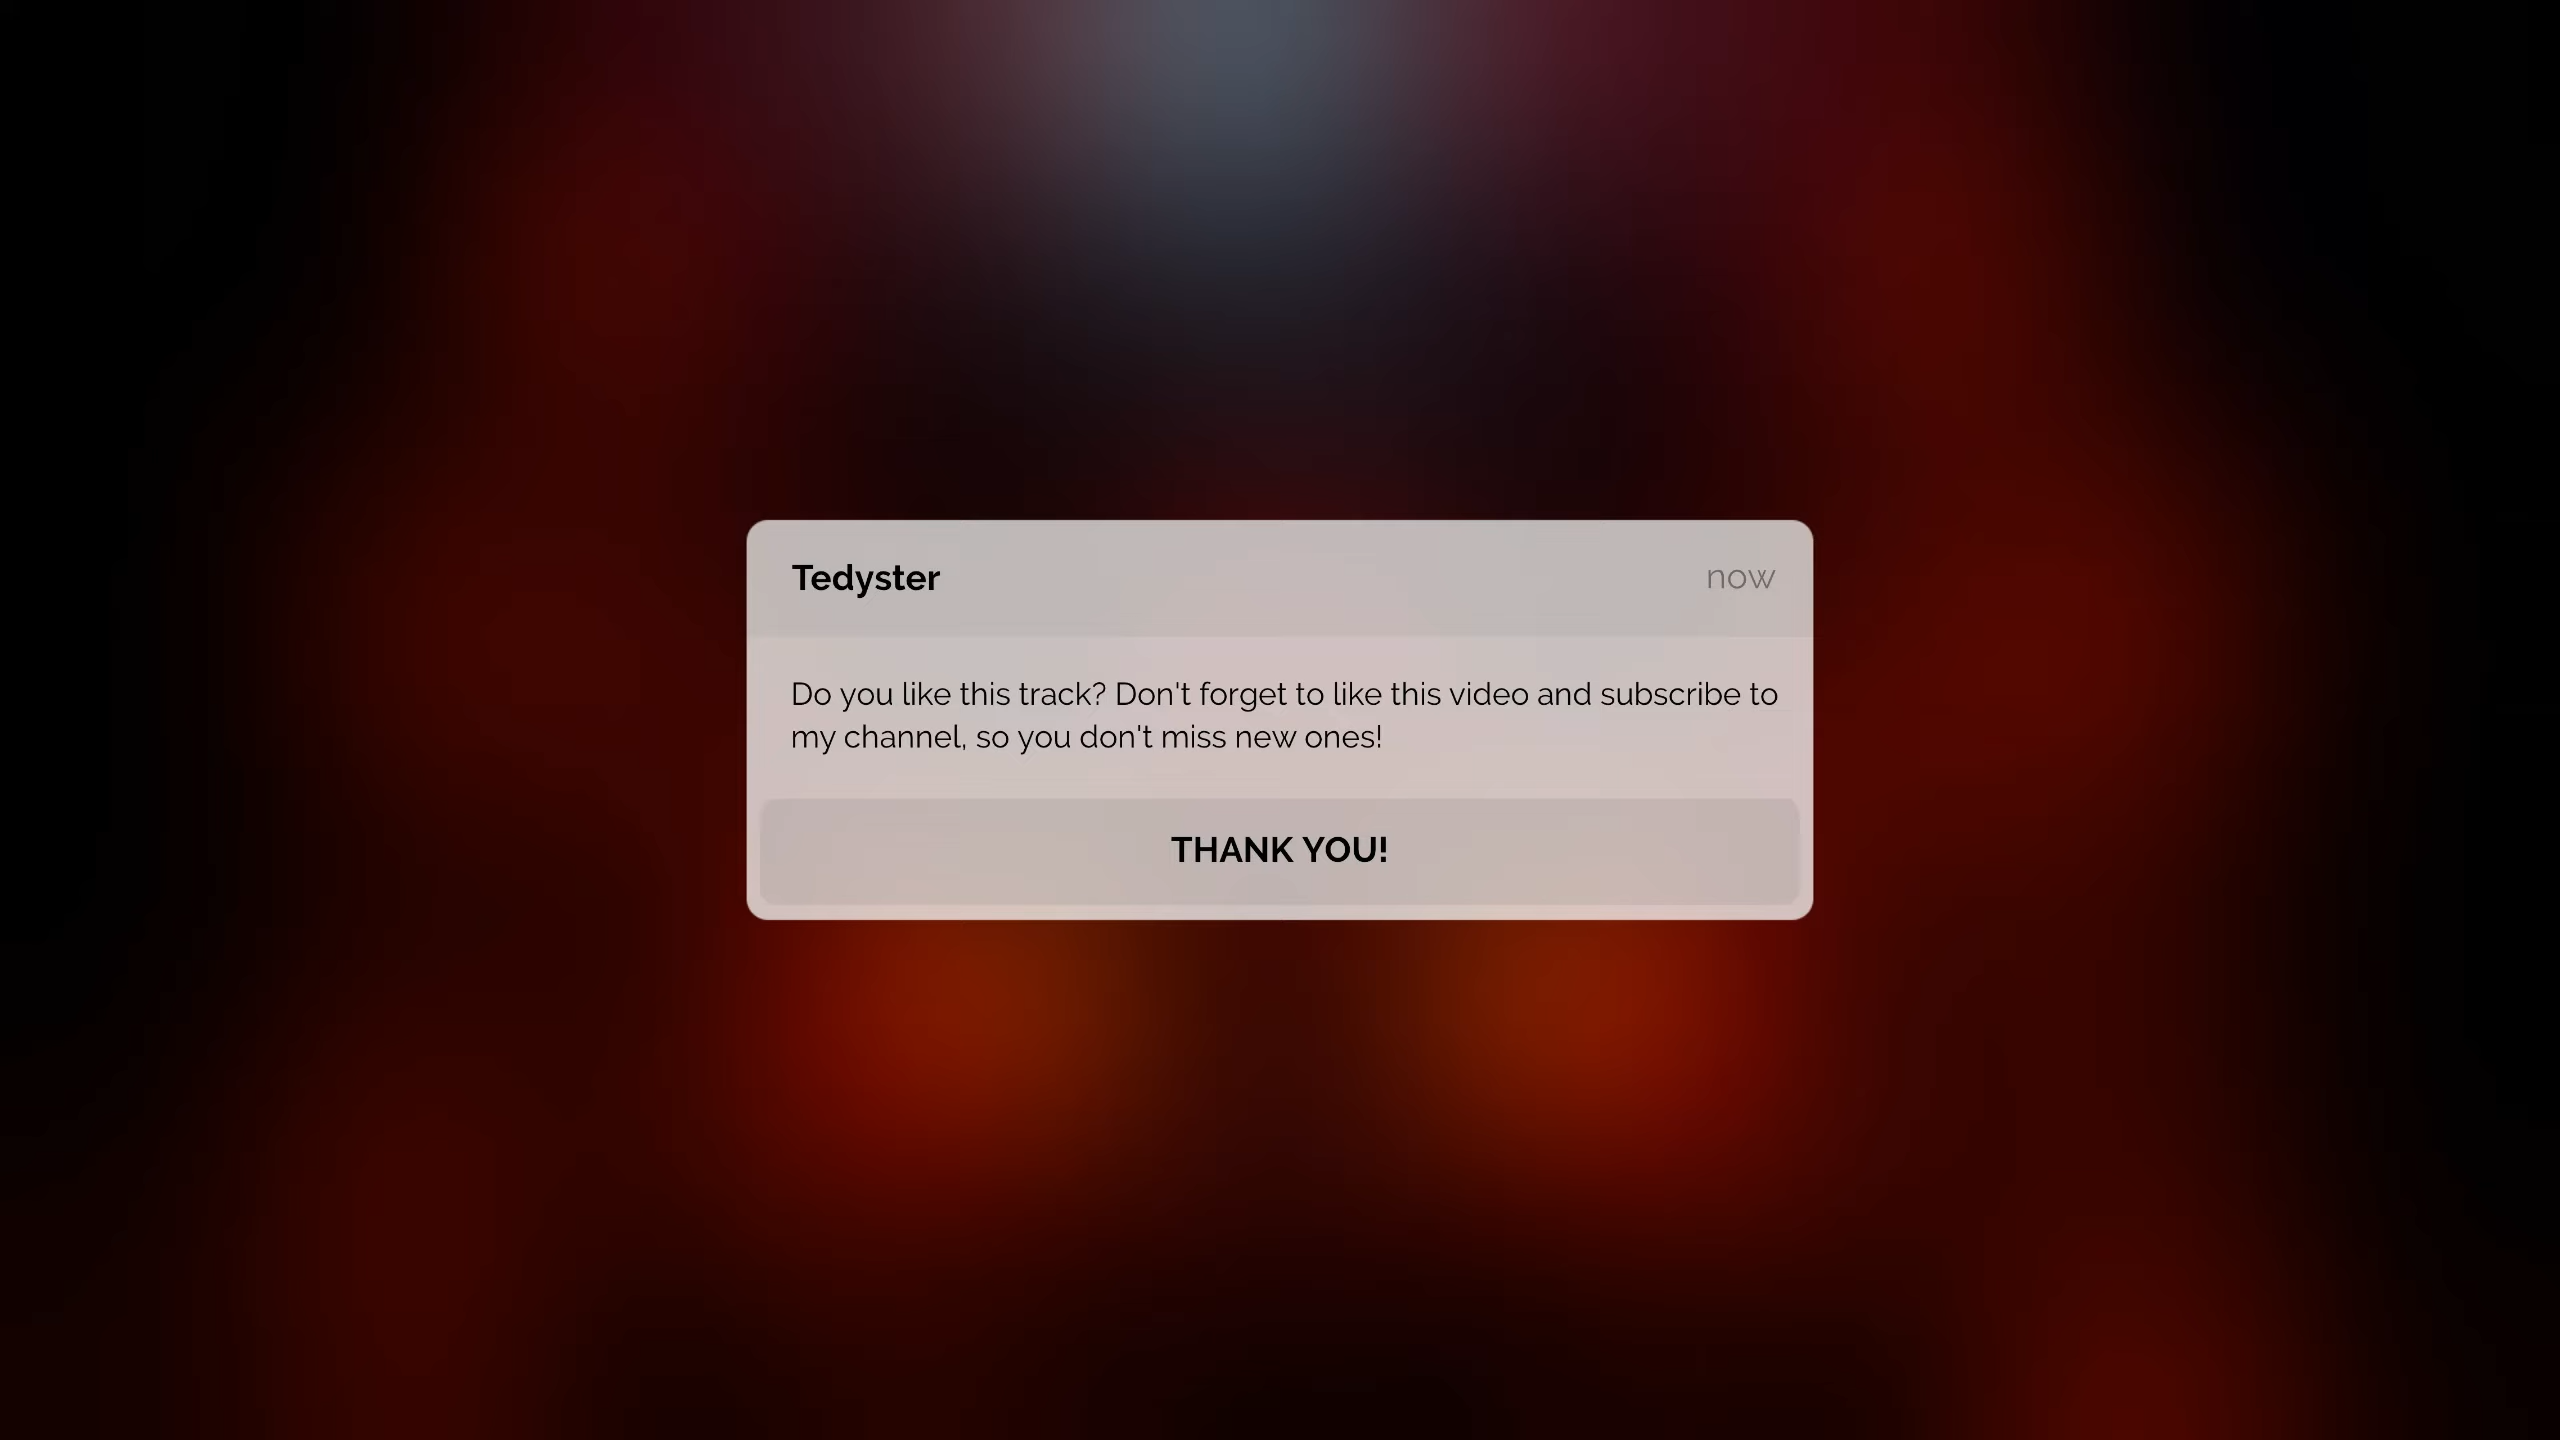 Tedyster now
Do you like this track? Don't forget to like this video and subscribe to
my channel, so you don't miss new ones!
THANK YOU!